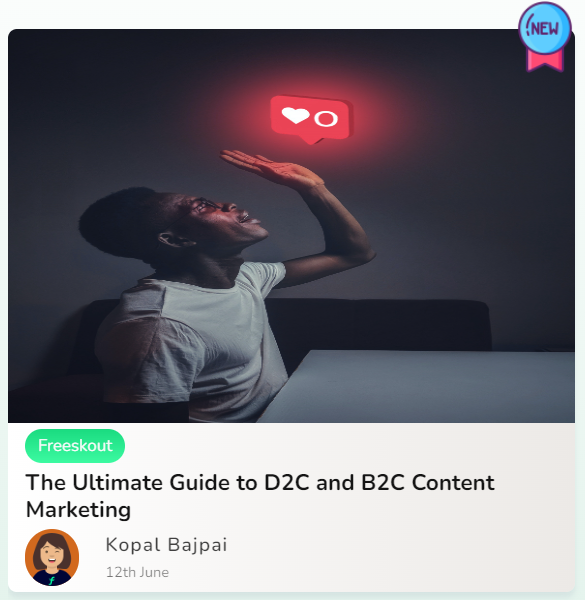 NEW
0
Freeskout
The Ultimate Guide to D2C and B2C Content
Marketing
Kopal Bajpai
12th June